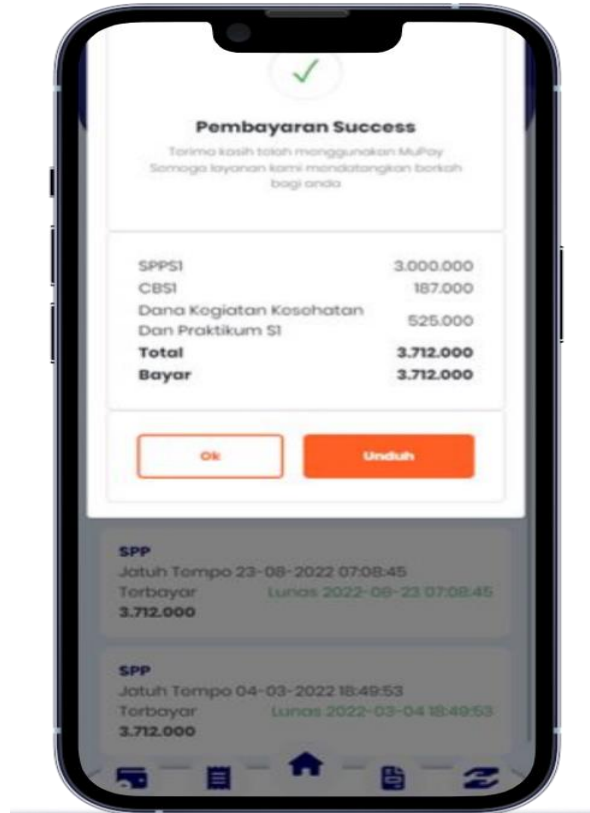 Pembayaran Success
Terima kasih telah menggunakan MuPay
Semoga layanan kami mendatangkan berkah
bagi anda
SPPS1 3.000.000
CBS1 187.000
Dana Kegiatan Kesehatan
Dan Praktikum S1 525.000
Total 3.712.000
Bayar 3.712.000
Ok Unduh
SPP
Jatuh Tempo 23-08-2022 07:08:45
Terbayar Lunas 2022-08-23 07:08:45
3.712.000
SPP
Jatuh Tempo 04-03-2022 18:49:53
Terbayar Lunas 2022-03-04 18:49:53
3.712.000